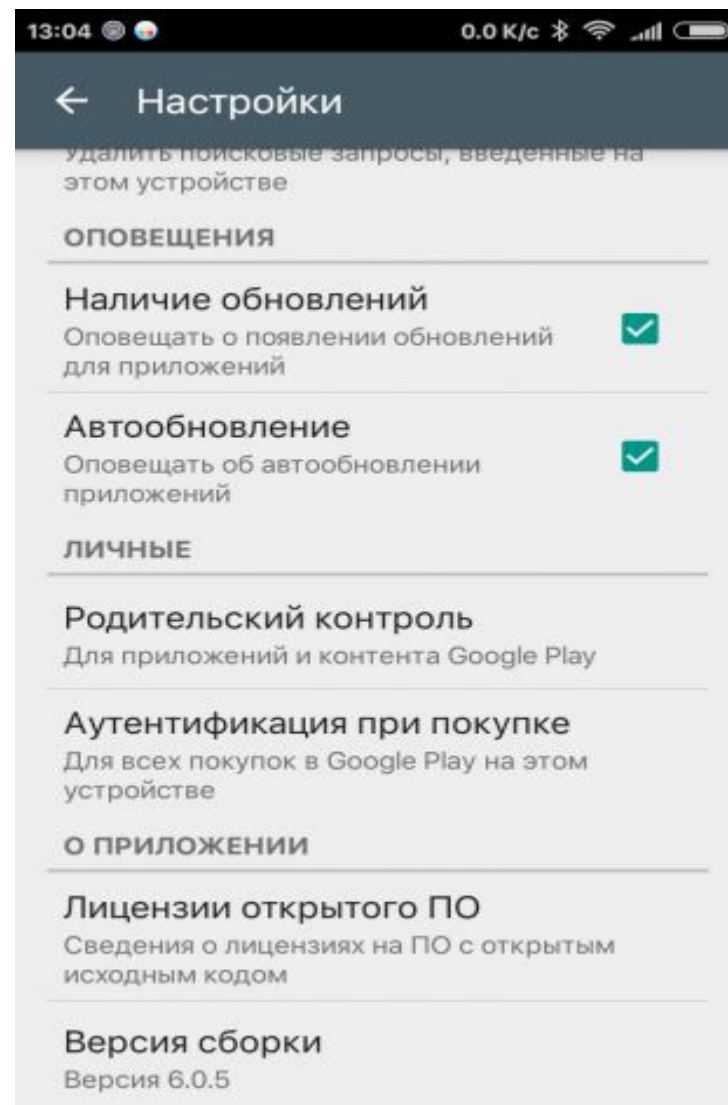 13:04 0.0 K/c
Настройки
Удалить поисковые запросы, введенные на
этом устройстве
ОПОВЕЩЕНИЯ
Наличие обновлений
Оповещать о появлении обновлений
для приложений
Автообновление
Оповещать об автообновлении
приложений
ЛИЧНЫЕ
Родительский контроль
Для приложений и контента Google Play
Аутентификация при покупке
Для всех покупок в Google Play на этом
устройстве
О ПРИЛОЖЕНИИ
Лицензии открытого ПО
Сведения о лицензиях на ПО с открытым
исходным кодом
Версия сборки
Версия 6.0.5